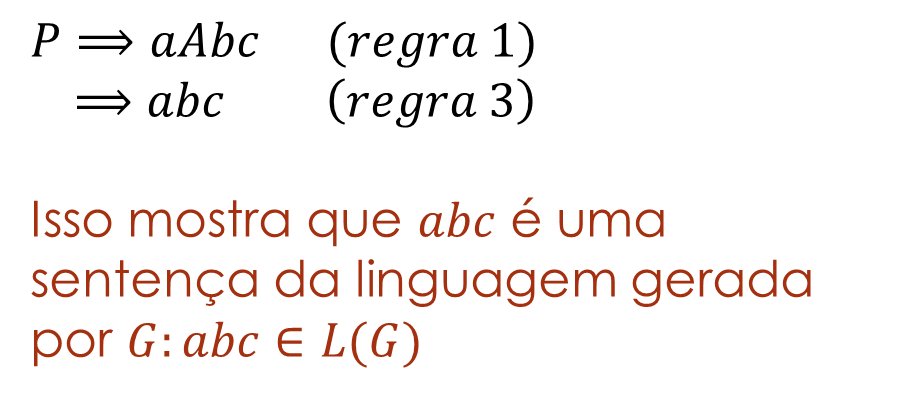 P ⟹ aAbc (regra 1)
⟹ abc (regra 3)
Isso mostra que abc é uma
sentença da linguagem gerada
por G: abc ∈ L(G)